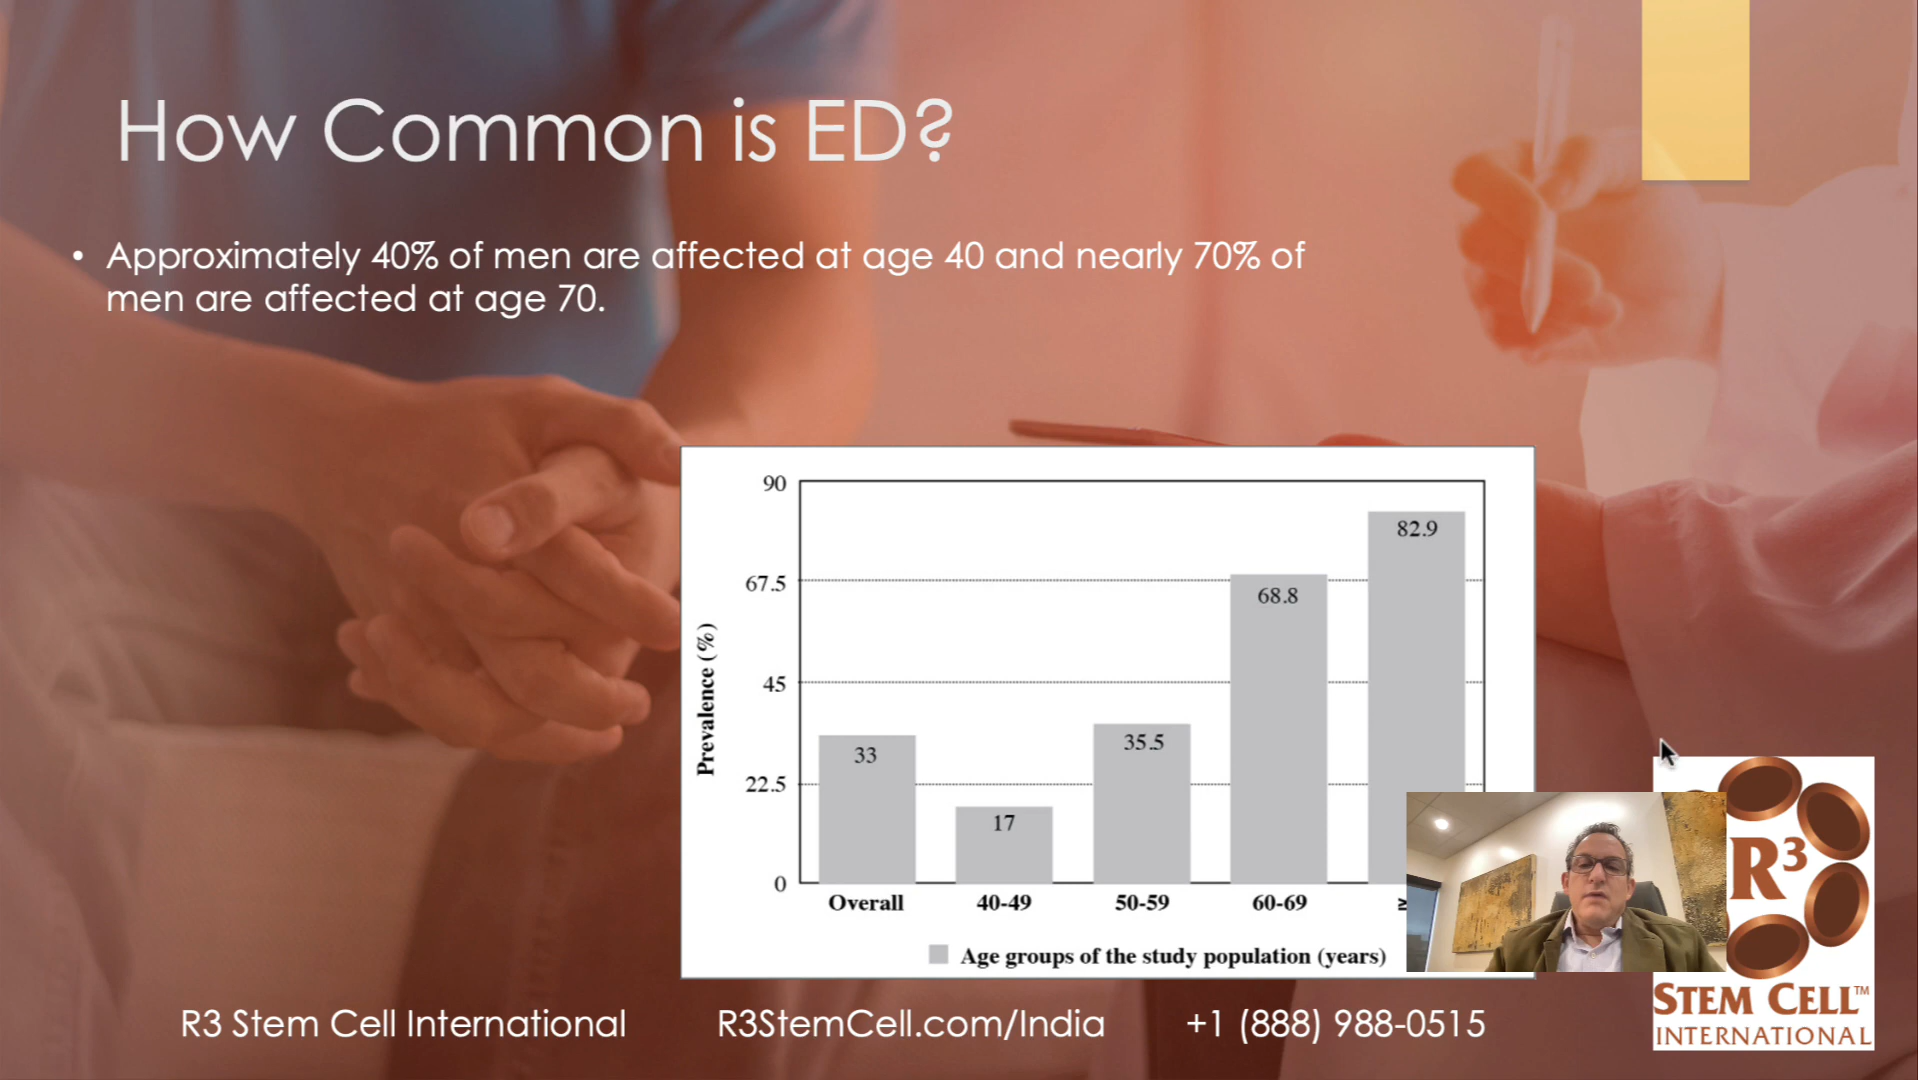 How Common is ED?
• Approximately 40% of men are affected at age 40 and nearly 70% of
men are affected at age 70.
90
67.5
45
22.5
0
Prevalence (%)
33
17
35.5
68.8
82.9
Overall
40-49
50-59
60-69
≥
Age groups of the study population (years)
R3 Stem Cell International
R3StemCell.com/India
+1 (888) 988-0515
R³
STEM CELL™
INTERNATIONAL